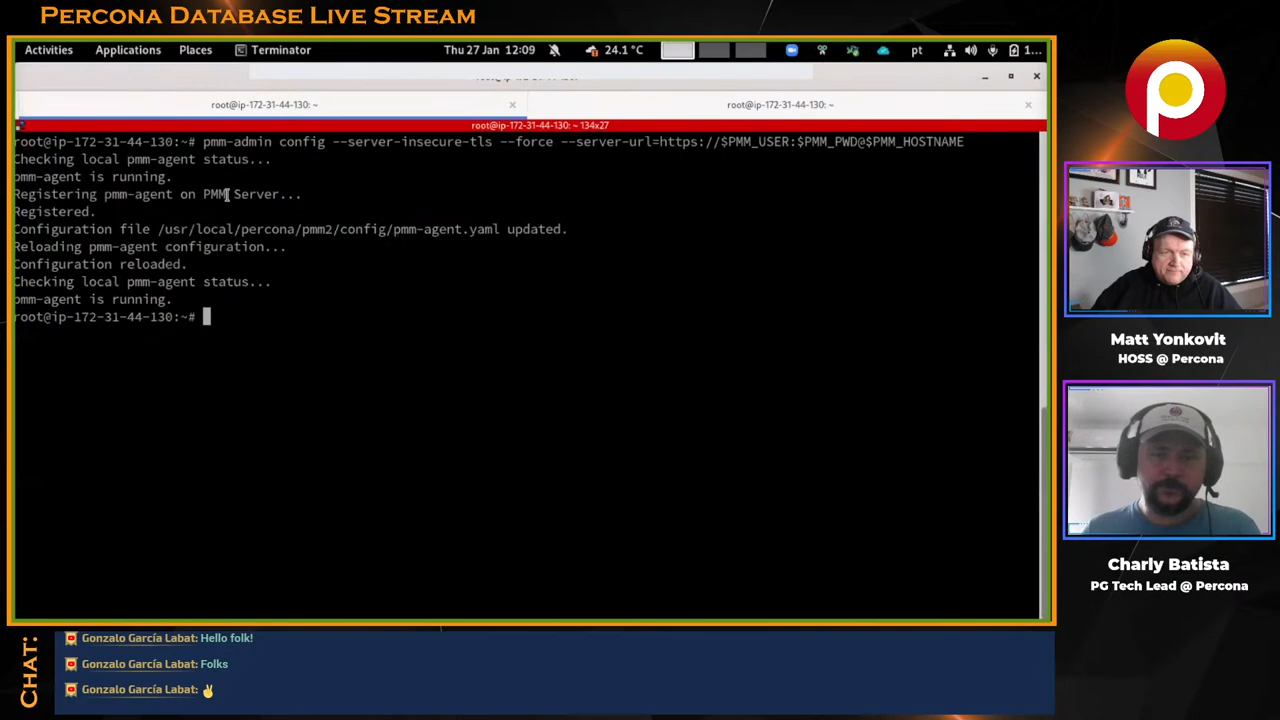 PERCONA DATABASE LIVE STREAM
Activities Applications Places Terminator Thu 27 Jan 12:09 24.1 °C pt 1...
root@ip-172-31-44-130: ~
root@ip-172-31-44-130: ~
root@ip-172-31-44-130: ~ 134x27
root@ip-172-31-44-130:~# pmm-admin config --server-insecure-tls --force --server-url=https://$PMM_USER:$PMM_PWD@$PMM_HOSTNAME
Checking local pmm-agent status...
pmm-agent is running.
Registering pmm-agent on PMM Server...
Registered.
Configuration file /usr/local/percona/pmm2/config/pmm-agent.yaml updated.
Reloading pmm-agent configuration...
Configuration reloaded.
Checking local pmm-agent status...
pmm-agent is running.
root@ip-172-31-44-130:~#
Matt Yonkovit
HOSS @ Percona
Charly Batista
PG Tech Lead @ Percona
CHAT:
Gonzalo García Labat: Hello folk!
Gonzalo García Labat: Folks
Gonzalo García Labat: ✌